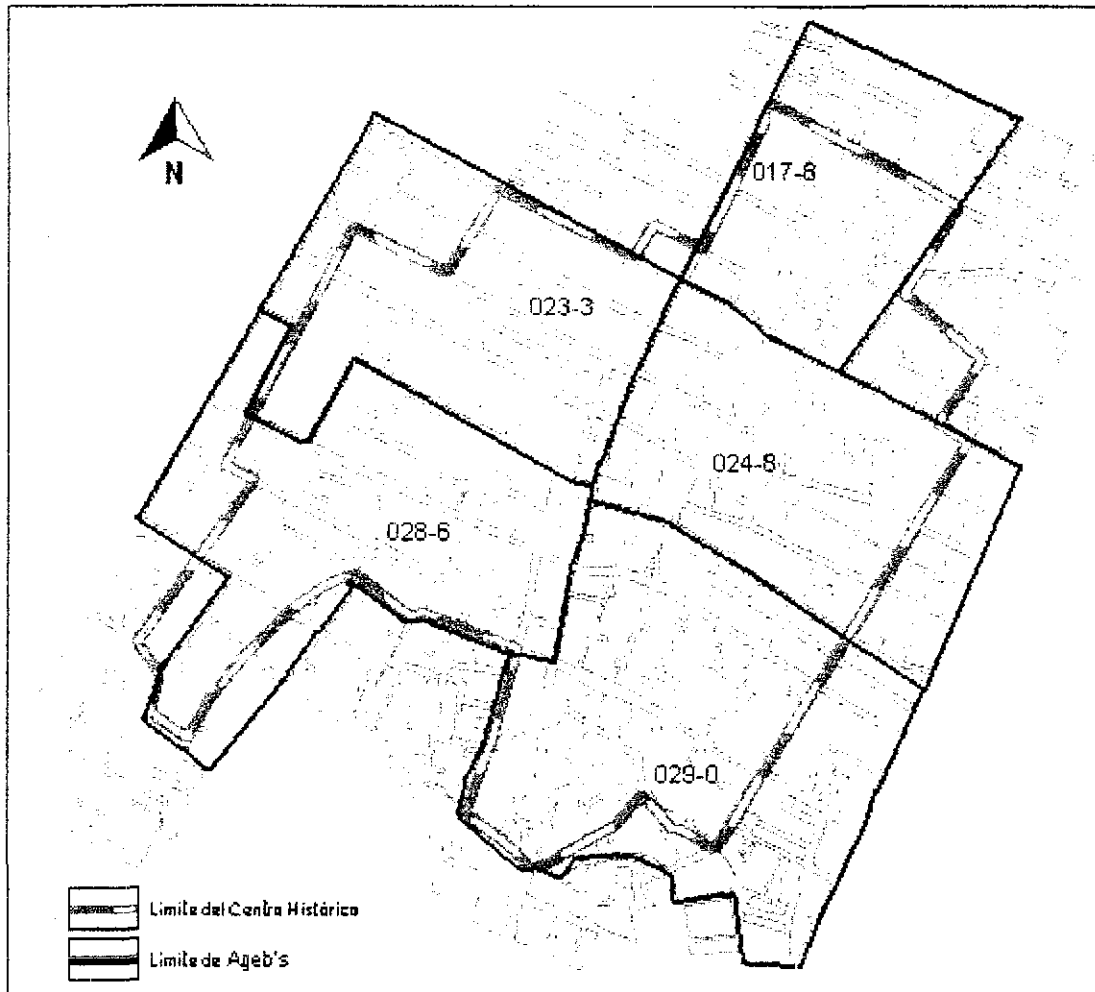 N
017-8
023-3
024-8
028-6
029-0
Limite del Centro Histórico
Limite de Ageb's